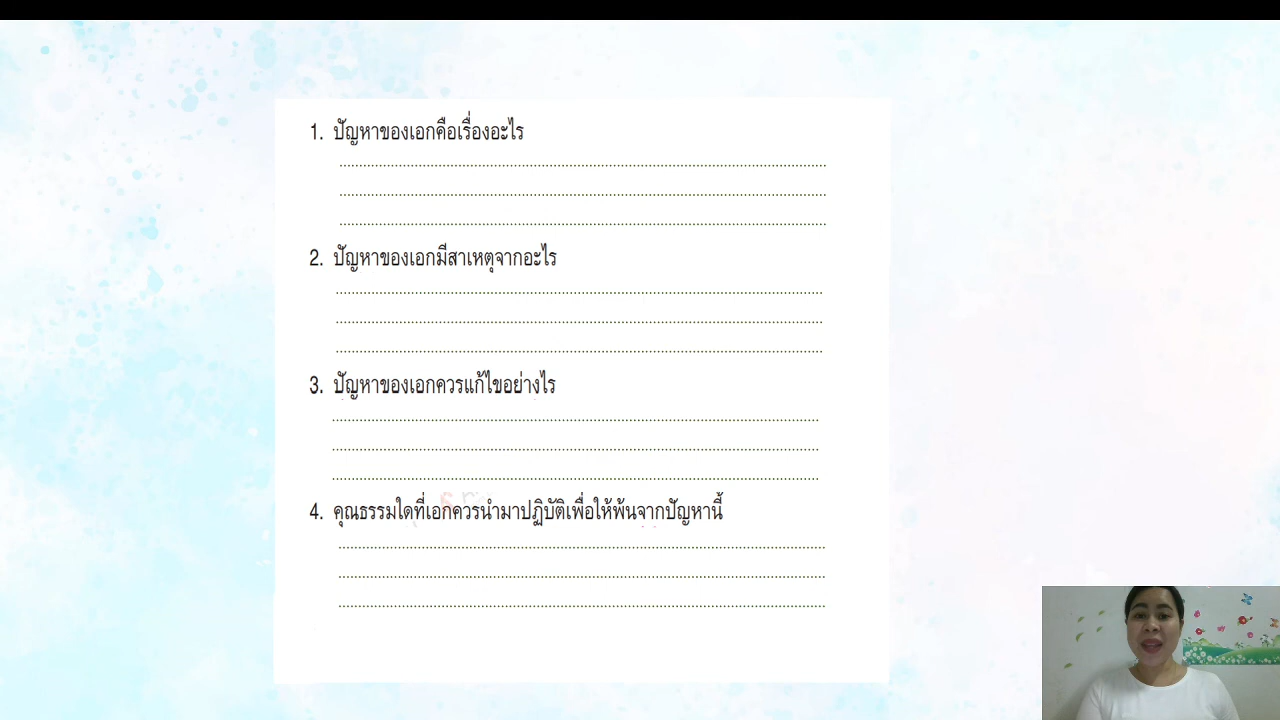 1. ปัญหาของเอกคือเรื่องอะไร
2. ปัญหาของเอกมีสาเหตุจากอะไร
3. ปัญหาของเอกควรแก้ไขอย่างไร
4. คุณธรรมใดที่เอกควรนำมาปฏิบัติเพื่อให้พ้นจากปัญหานี้